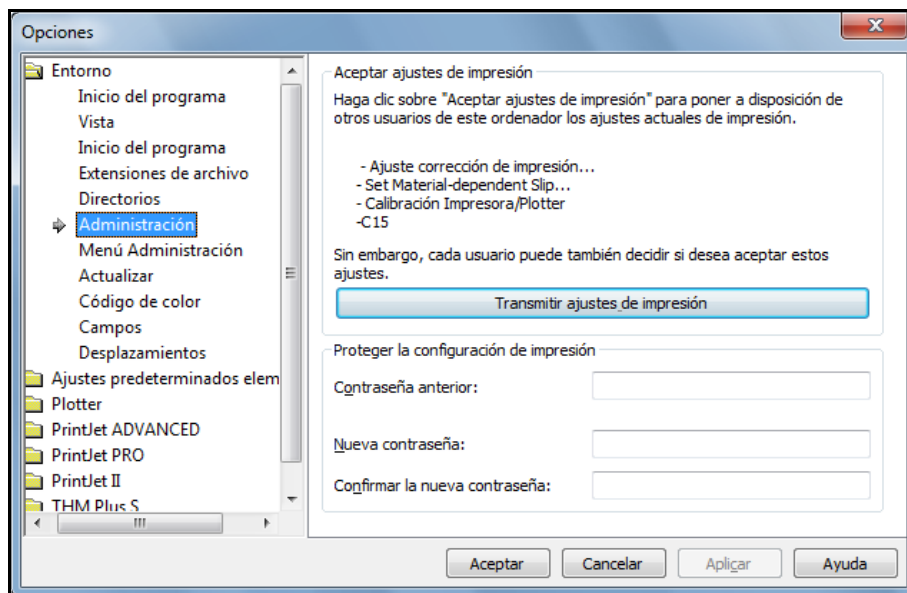 Opciones
Entorno
Inicio del programa
Vista
Inicio del programa
Extensiones de archivo
Directorios
Administración
Menú Administración
Actualizar
Código de color
Campos
Desplazamientos
Ajustes predeterminados elem
Plotter
PrintJet ADVANCED
PrintJet PRO
PrintJet II
THM Plus S
Aceptar ajustes de impresión
Haga clic sobre "Aceptar ajustes de impresión" para poner a disposición de
otros usuarios de este ordenador los ajustes actuales de impresión.
- Ajuste corrección de impresión...
- Set Material-dependent Slip...
- Calibración Impresora/Plotter
-C15
Sin embargo, cada usuario puede también decidir si desea aceptar estos
ajustes.
Transmitir ajustes de impresión
Proteger la configuración de impresión
Contraseña anterior:
Nueva contraseña:
Confirmar la nueva contraseña:
Aceptar
Cancelar
Aplicar
Ayuda